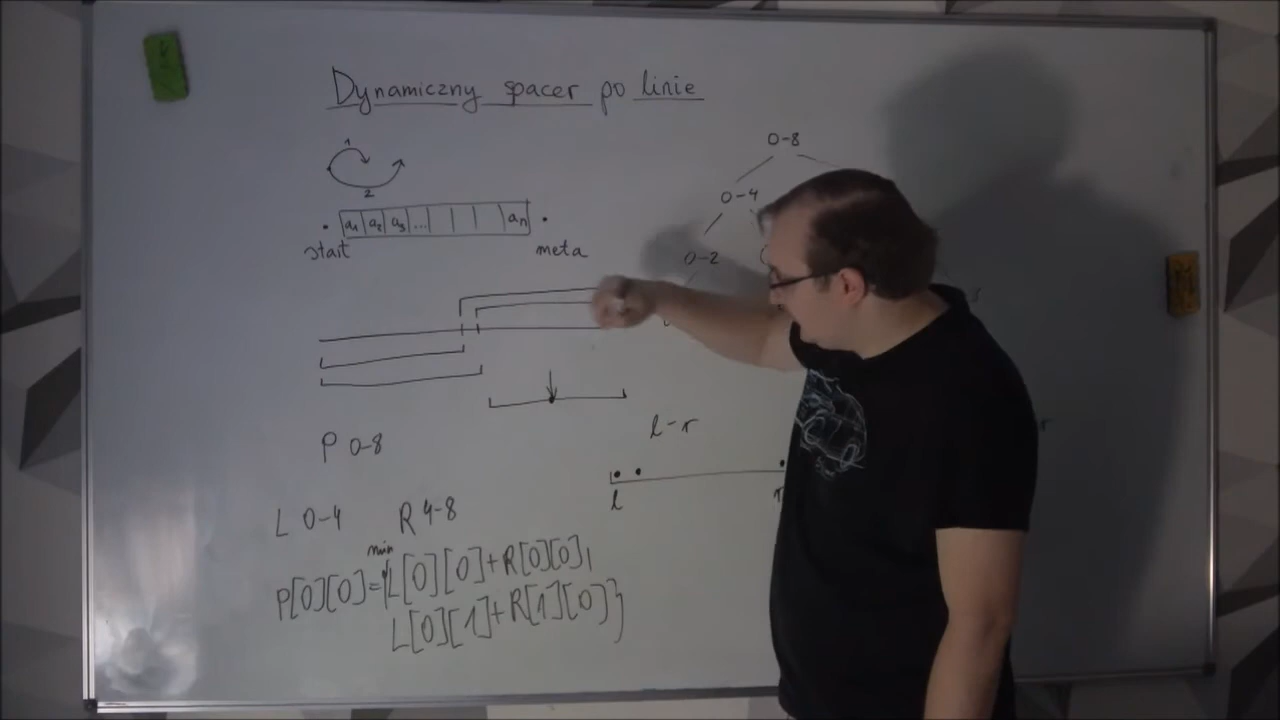 Dynamiczny spacer po linie
1
2
a1 a2 a3 ... an
start meta
0-8
0-4
0-2
P 0-8
l-r
l
L 0-4 R 4-8
min
P[0][0]={L[0][0]+R[0][0],
L[0][1]+R[1][0]}